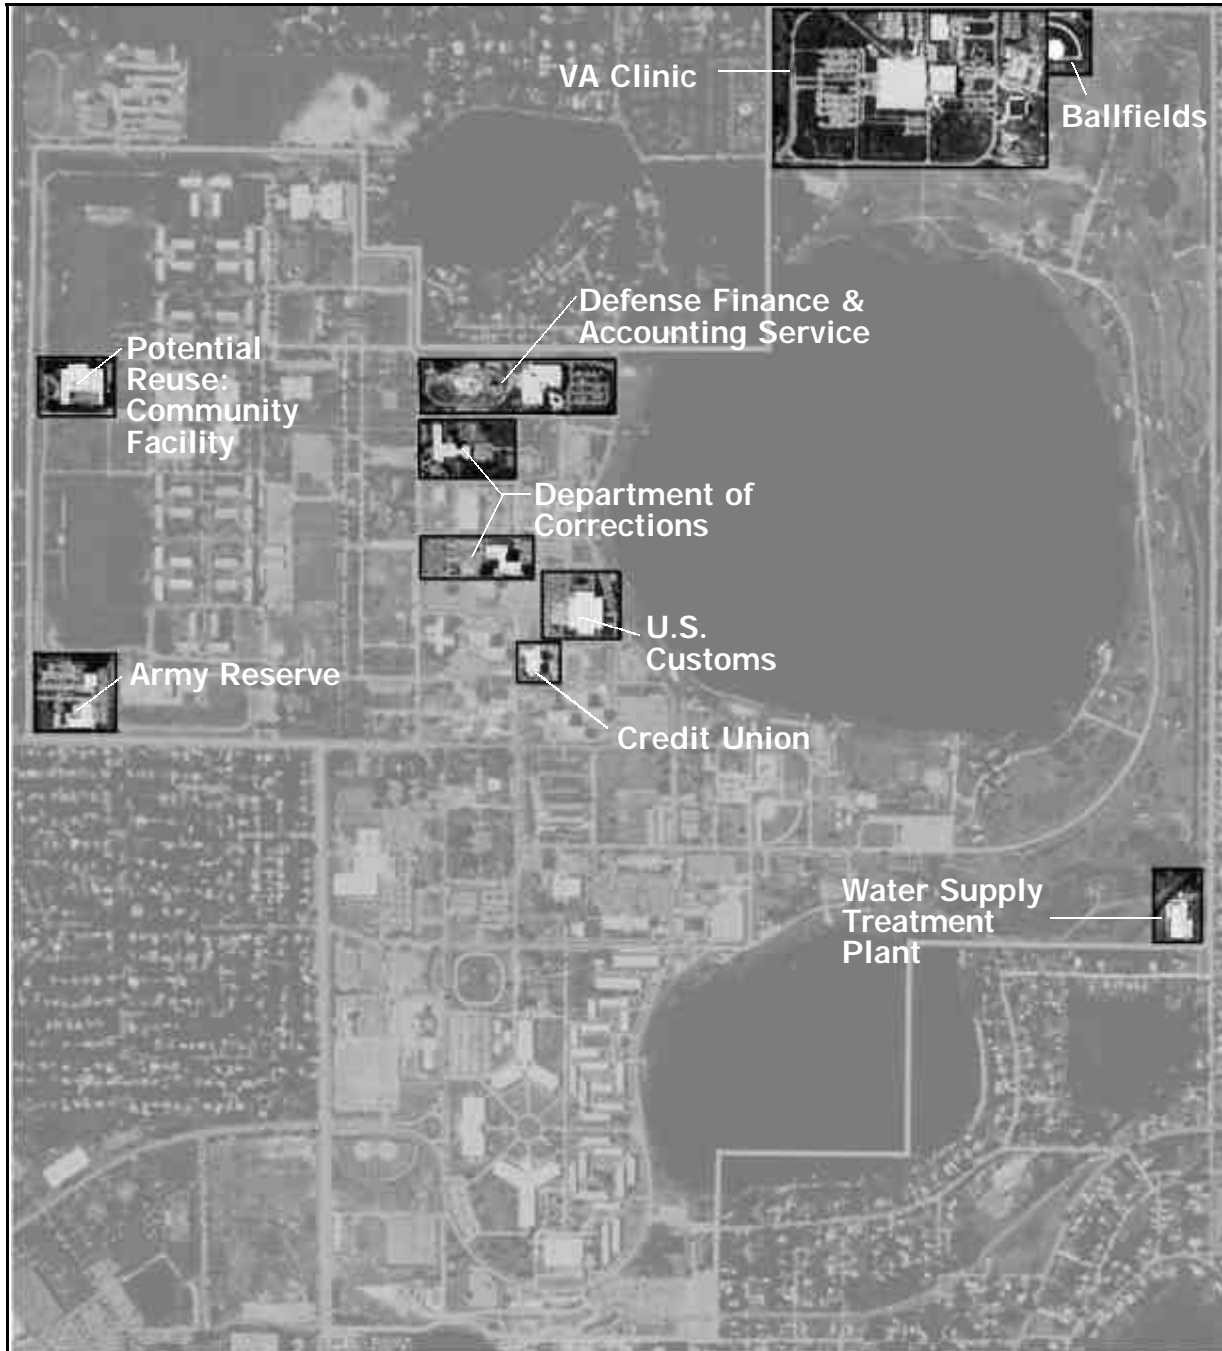 VA Clinic
Ballfields
Defense Finance &
Accounting Service
Potential
Reuse:
Community
Facility
Department of
Corrections
U.S.
Customs
Army Reserve
Credit Union
Water Supply
Treatment
Plant